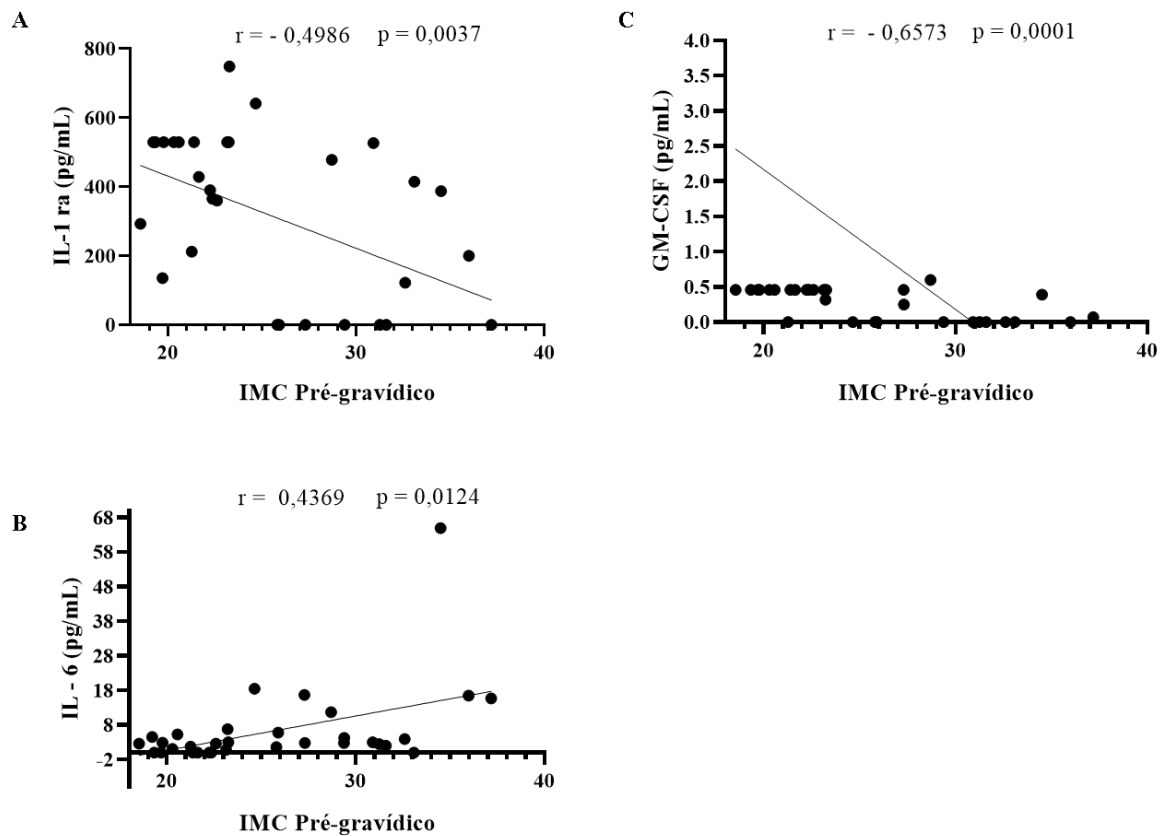 A
r = - 0,4986 p = 0,0037
IL-1 ra (pg/mL)
800
600
400
200
0
20 30 40
IMC Pré-gravídico
C
r = - 0,6573 p = 0,0001
GM-CSF (pg/mL)
4.0
3.5
3.0
2.5
2.0
1.5
1.0
0.5
0.0
20 30 40
IMC Pré-gravídico
B
r = 0,4369 p = 0,0124
IL - 6 (pg/mL)
68
58
48
38
28
18
8
-2
20 30 40
IMC Pré-gravídico